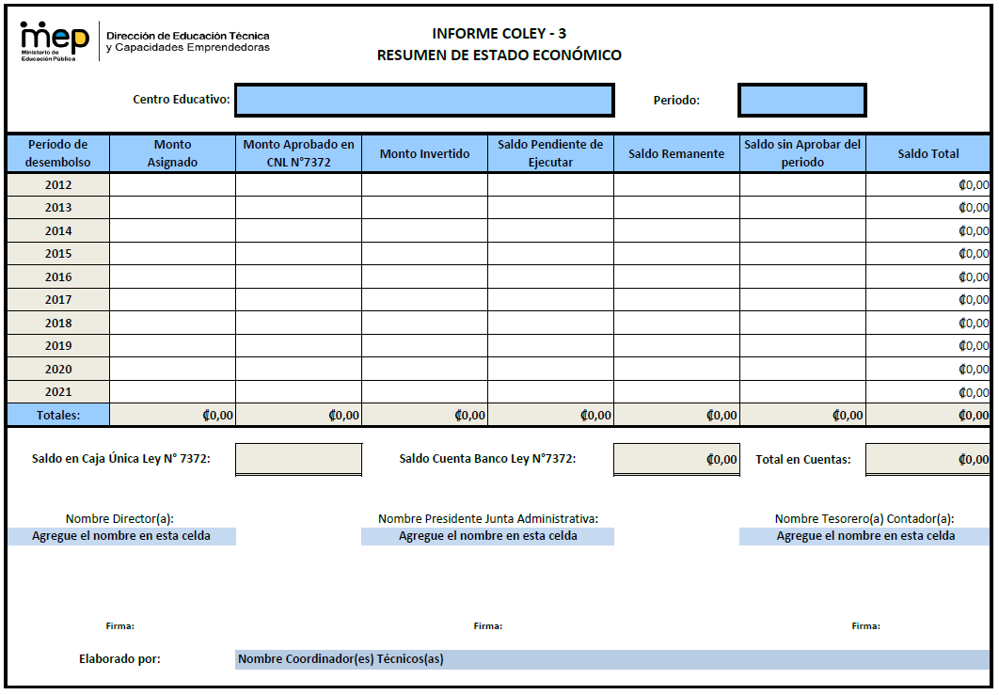 mep
Ministerio de
Educación Pública
Dirección de Educación Técnica
y Capacidades Emprendedoras
INFORME COLEY - 3
RESUMEN DE ESTADO ECONÓMICO
Centro Educativo:
Periodo:
Período de desembolso Monto Asignado Monto Aprobado en CNL N°7372 Monto Invertido Saldo Pendiente de Ejecutar Saldo Remanente Saldo sin Aprobar del periodo Saldo Total
2012 ₡0,00
2013 ₡0,00
2014 ₡0,00
2015 ₡0,00
2016 ₡0,00
2017 ₡0,00
2018 ₡0,00
2019 ₡0,00
2020 ₡0,00
2021 ₡0,00
Totales: ₡0,00 ₡0,00 ₡0,00 ₡0,00 ₡0,00 ₡0,00 ₡0,00
Saldo en Caja Única Ley N° 7372: Saldo Cuenta Banco Ley N°7372: ₡0,00 Total en Cuentas: ₡0,00
Nombre Director(a): Nombre Presidente Junta Administrativa: Nombre Tesorero(a) Contador(a):
Agregue el nombre en esta celda Agregue el nombre en esta celda Agregue el nombre en esta celda
Firma: Firma: Firma:
Elaborado por: Nombre Coordinador(es) Técnicos(as)